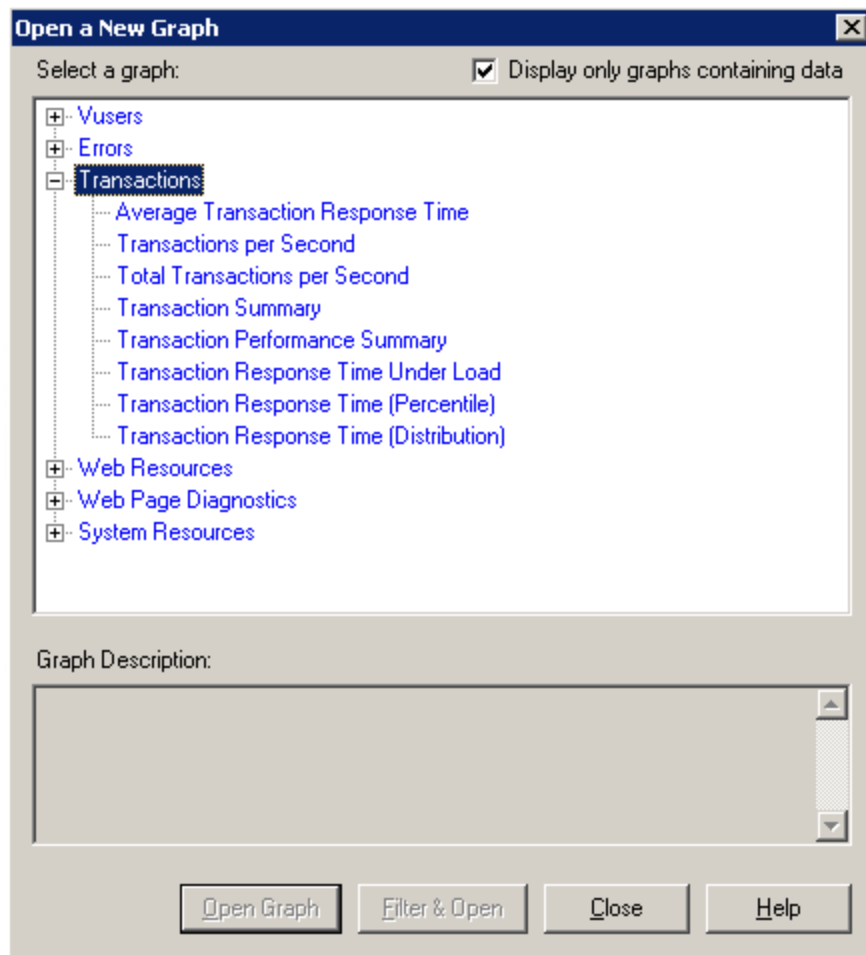 Open a New Graph
Select a graph:
Display only graphs containing data
Vusers
Errors
Transactions
Average Transaction Response Time
Transactions per Second
Total Transactions per Second
Transaction Summary
Transaction Performance Summary
Transaction Response Time Under Load
Transaction Response Time (Percentile)
Transaction Response Time (Distribution)
Web Resources
Web Page Diagnostics
System Resources
Graph Description:
Open Graph
Filter & Open
Close
Help